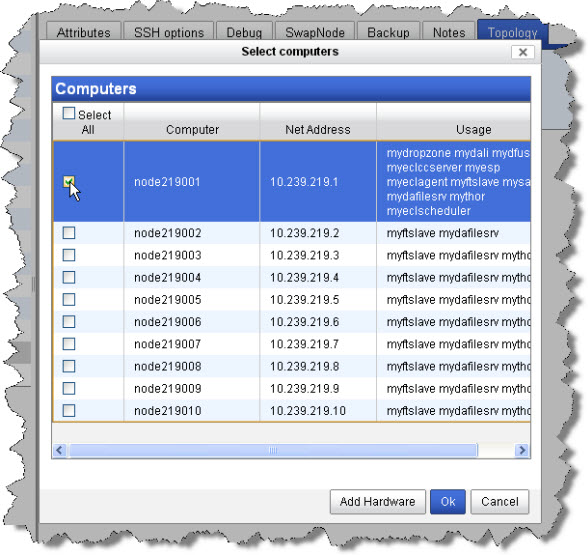 Attributes SSH options Debug SwapNode Backup Notes Topology
Select computers
Computers
Select All Computer Net Address Usage
node219001 10.239.219.1 mydropzone mydali mydfus
myeclccserver myesp
myeclagent myftslave mysa
mydafilesrv mythor
myeclscheduler
node219002 10.239.219.2 myftslave mydafilesrv
node219003 10.239.219.3 myftslave mydafilesrv mytho
node219004 10.239.219.4 myftslave mydafilesrv mytho
node219005 10.239.219.5 myftslave mydafilesrv mytho
node219006 10.239.219.6 myftslave mydafilesrv mytho
node219007 10.239.219.7 myftslave mydafilesrv mytho
node219008 10.239.219.8 myftslave mydafilesrv mytho
node219009 10.239.219.9 myftslave mydafilesrv mytho
node219010 10.239.219.10 myftslave mydafilesrv mytho
Add Hardware Ok Cancel